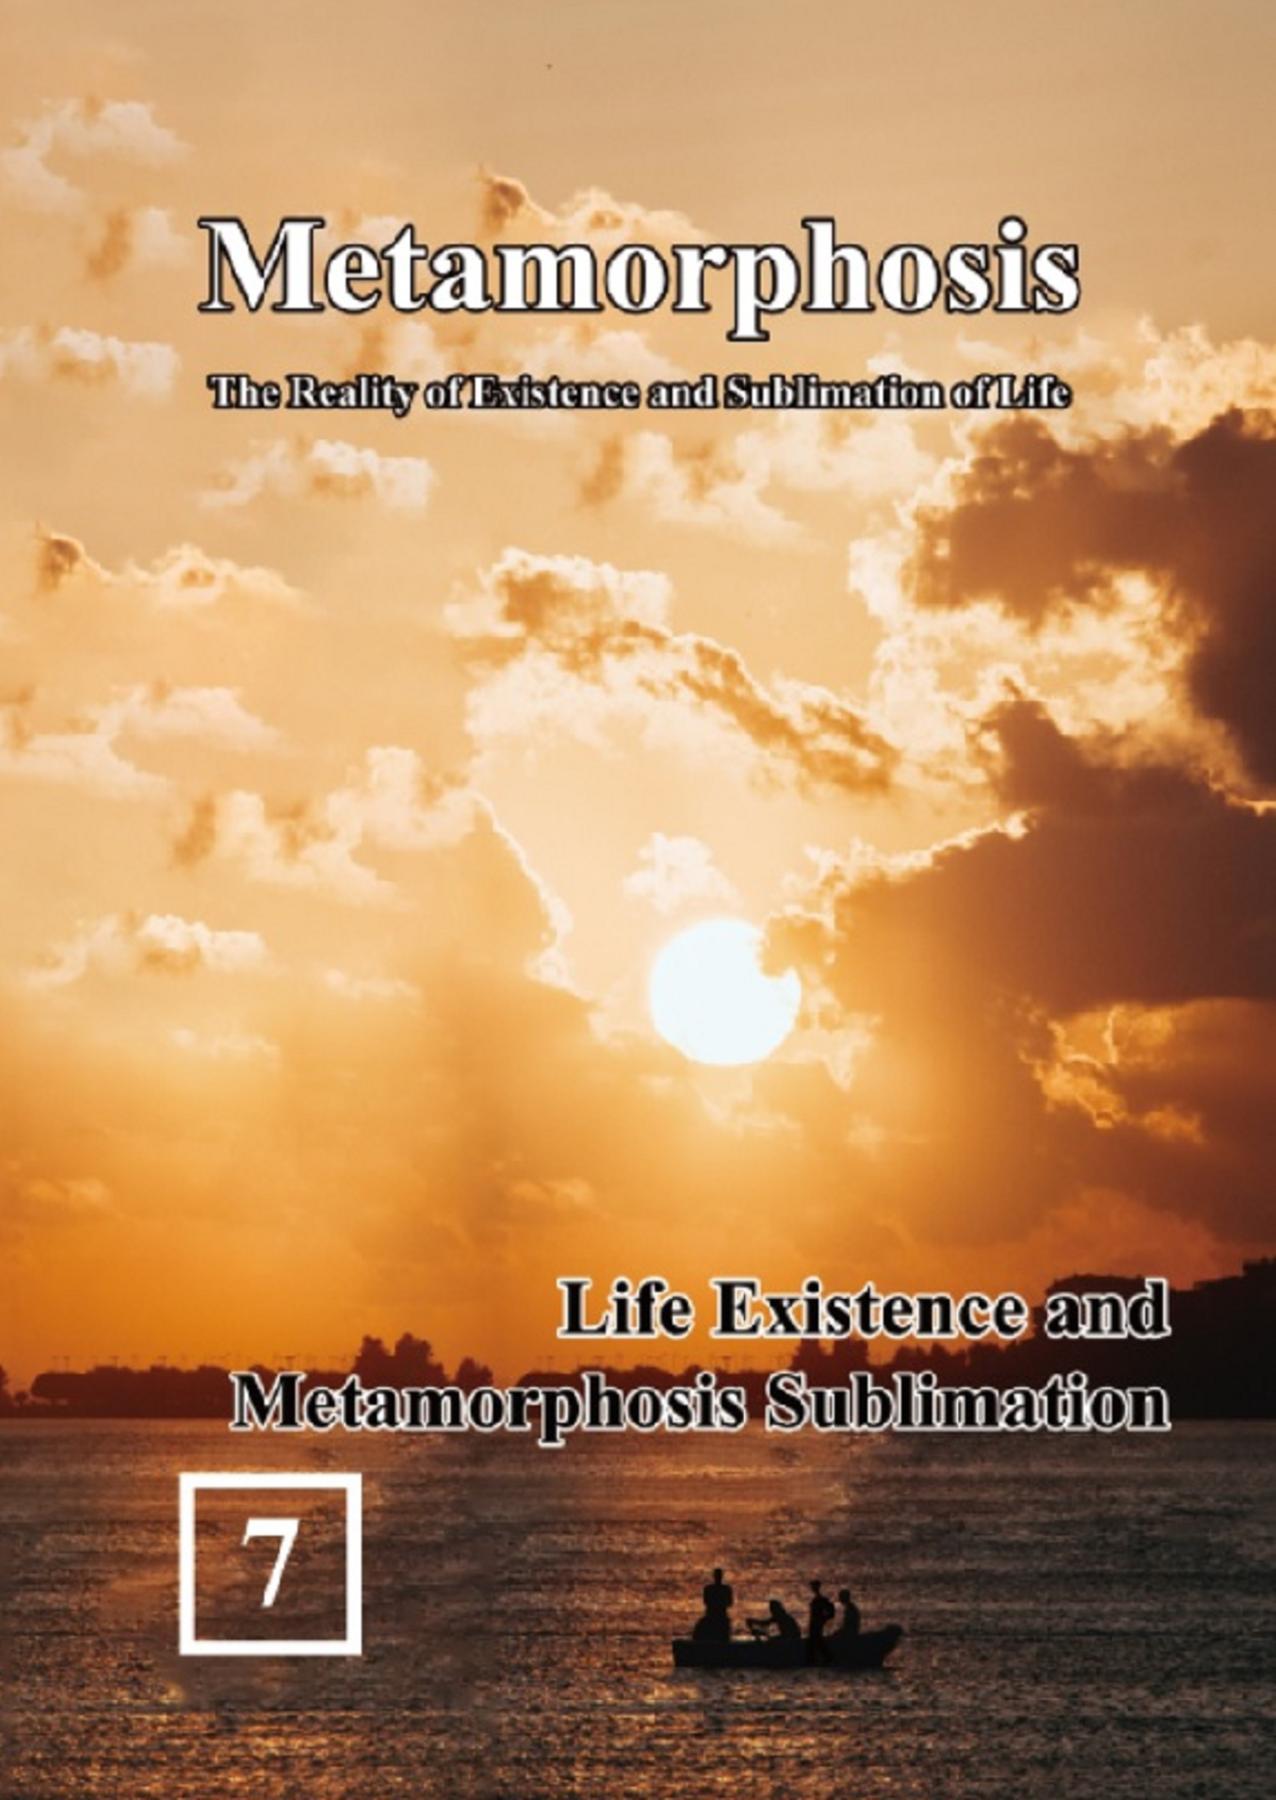 Metamorphosis
The Reality of Existence and Sublimation of Life
Life Existence and
Metamorphosis Sublimation
7